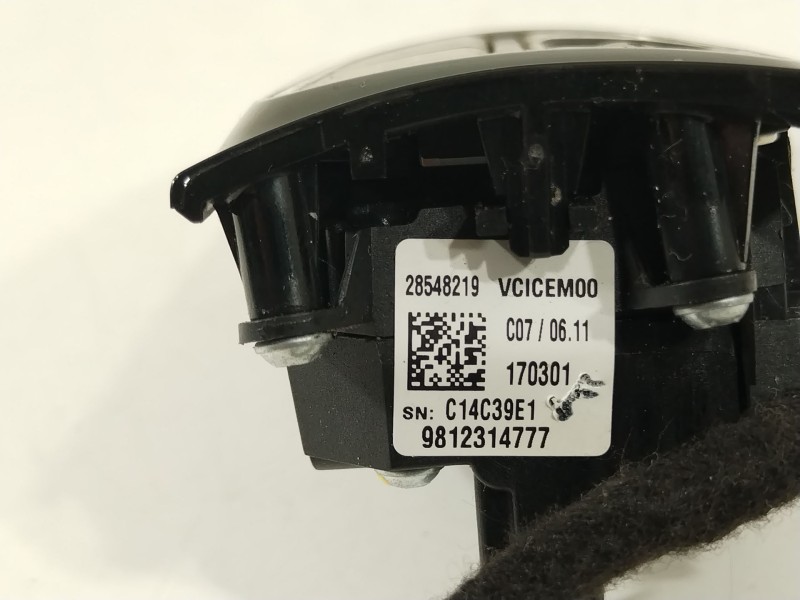 28548219 VCICEM00
C07 / 06.11
170301
SN: C14C39E1
9812314777